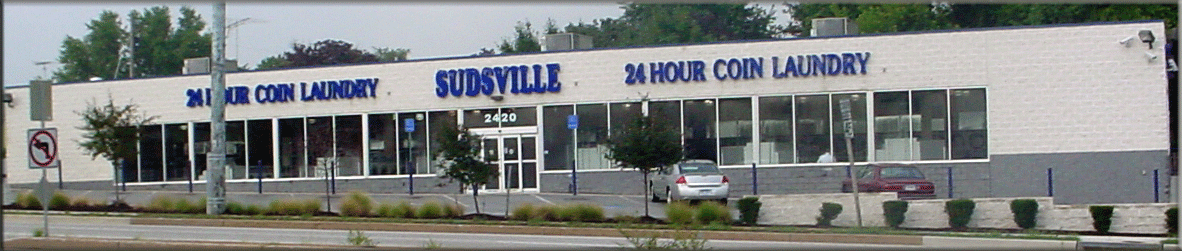 24 HOUR COIN LAUNDRY
SUDSVILLE
24 HOUR COIN LAUNDRY
2420